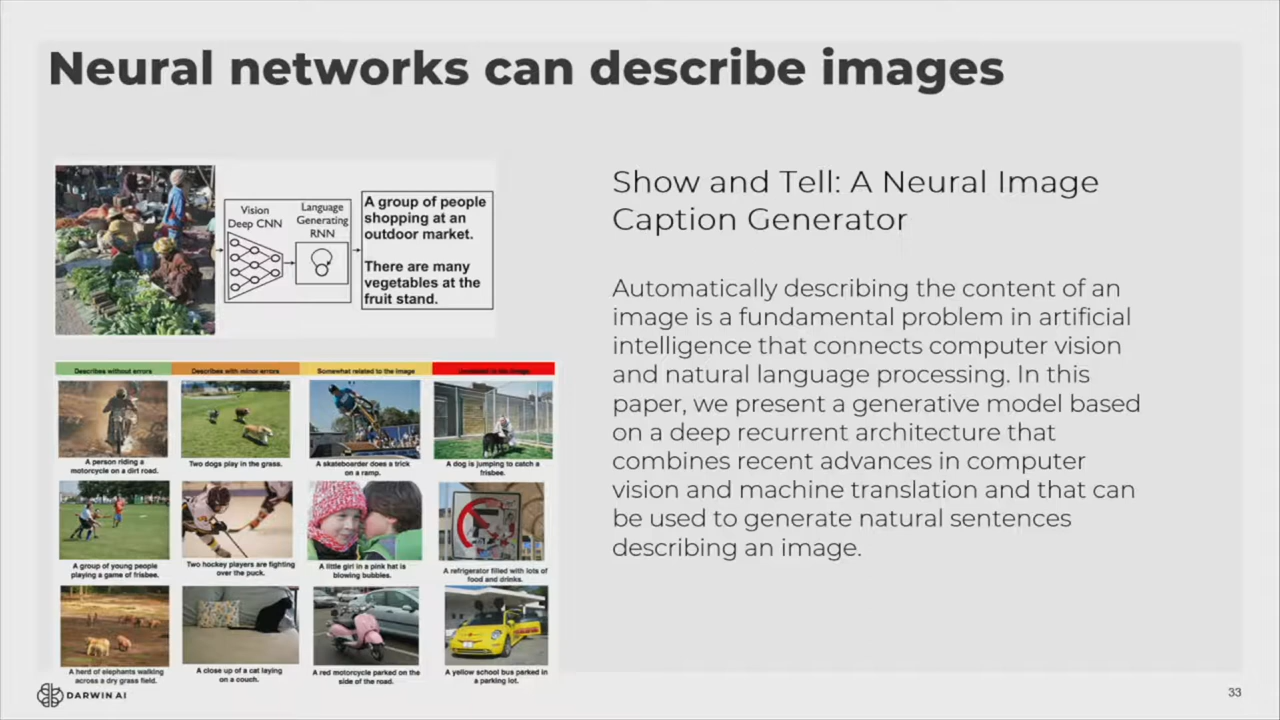 Neural networks can describe images
Vision
Deep CNN
Language
Generating
RNN
A group of people
shopping at an
outdoor market.
There are many
vegetables at the
fruit stand.
Show and Tell: A Neural Image
Caption Generator
Automatically describing the content of an
image is a fundamental problem in artificial
intelligence that connects computer vision
and natural language processing. In this
paper, we present a generative model based
on a deep recurrent architecture that
combines recent advances in computer
vision and machine translation and that can
be used to generate natural sentences
describing an image.
Describes without errors
Describes with minor errors
Somewhat related to the image
A person riding a
motorcycle on a dirt road.
Two dogs play in the grass.
A skateboarder does a trick
on a ramp.
A dog is jumping to catch a
frisbee.
A group of young people
playing a game of frisbee.
Two hockey players are fighting
over the puck.
A little girl in a pink hat is
blowing bubbles.
A refrigerator filled with lots of
food and drinks.
A herd of elephants walking
across a dry grass field.
A close up of a cat laying
on a couch.
A red motorcycle parked on the
side of the road.
A yellow school bus parked in
a parking lot.
DARWIN AI
33